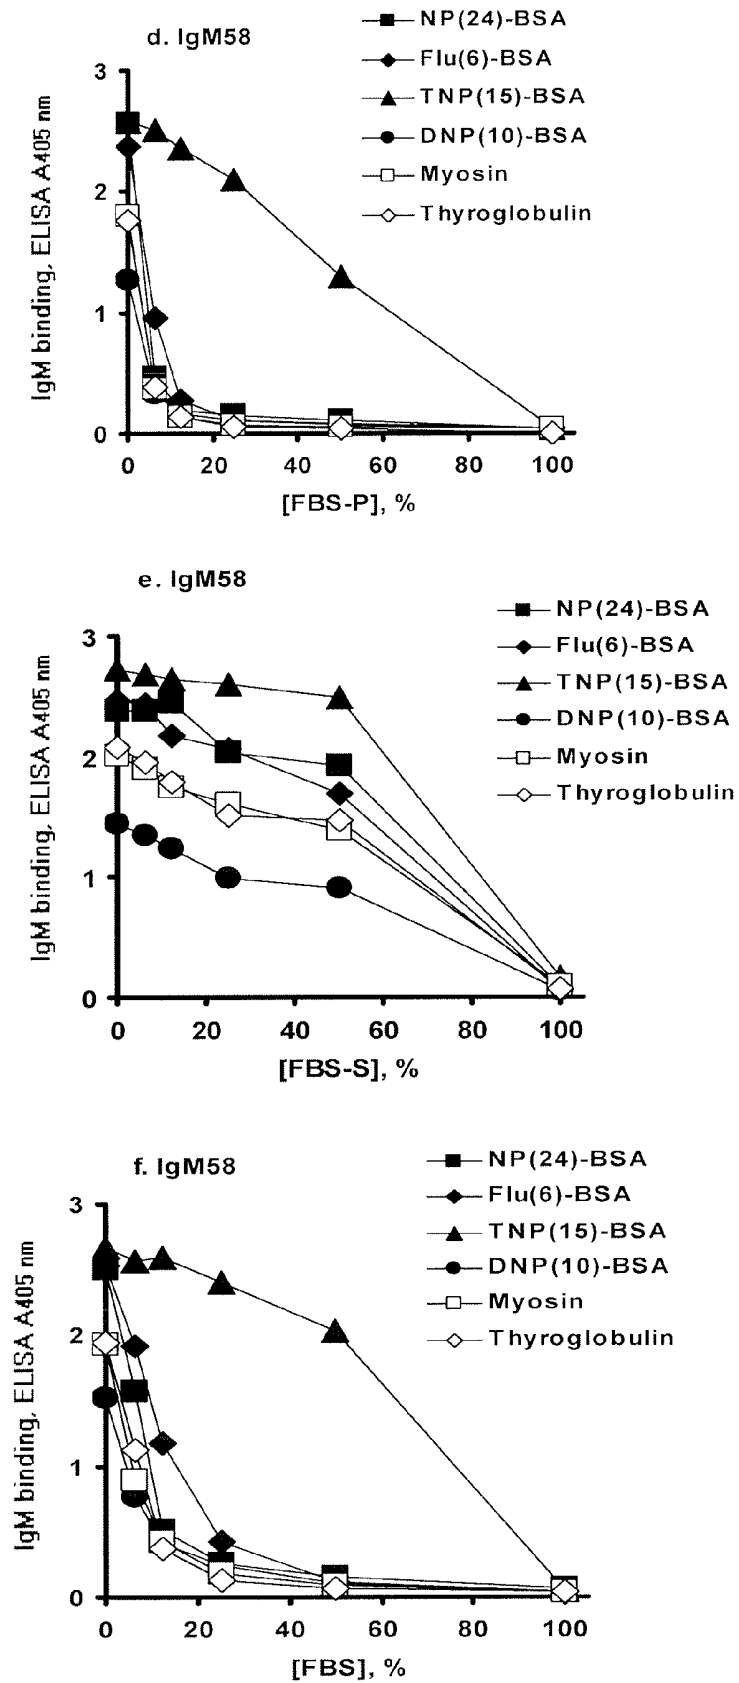 d. IgM58
NP(24)-BSA
Flu(6)-BSA
TNP(15)-BSA
DNP(10)-BSA
Myosin
Thyroglobulin
IgM binding, ELISA A405 nm
3
2
1
0
0 20 40 60 80 100
[FBS-P], %
e. IgM58
NP(24)-BSA
Flu(6)-BSA
TNP(15)-BSA
DNP(10)-BSA
Myosin
Thyroglobulin
IgM binding, ELISA A405 nm
3
2
1
0
0 20 40 60 80 100
[FBS-S], %
f. IgM58
NP(24)-BSA
Flu(6)-BSA
TNP(15)-BSA
DNP(10)-BSA
Myosin
Thyroglobulin
IgM binding, ELISA A405 nm
3
2
1
0
0 20 40 60 80 100
[FBS], %